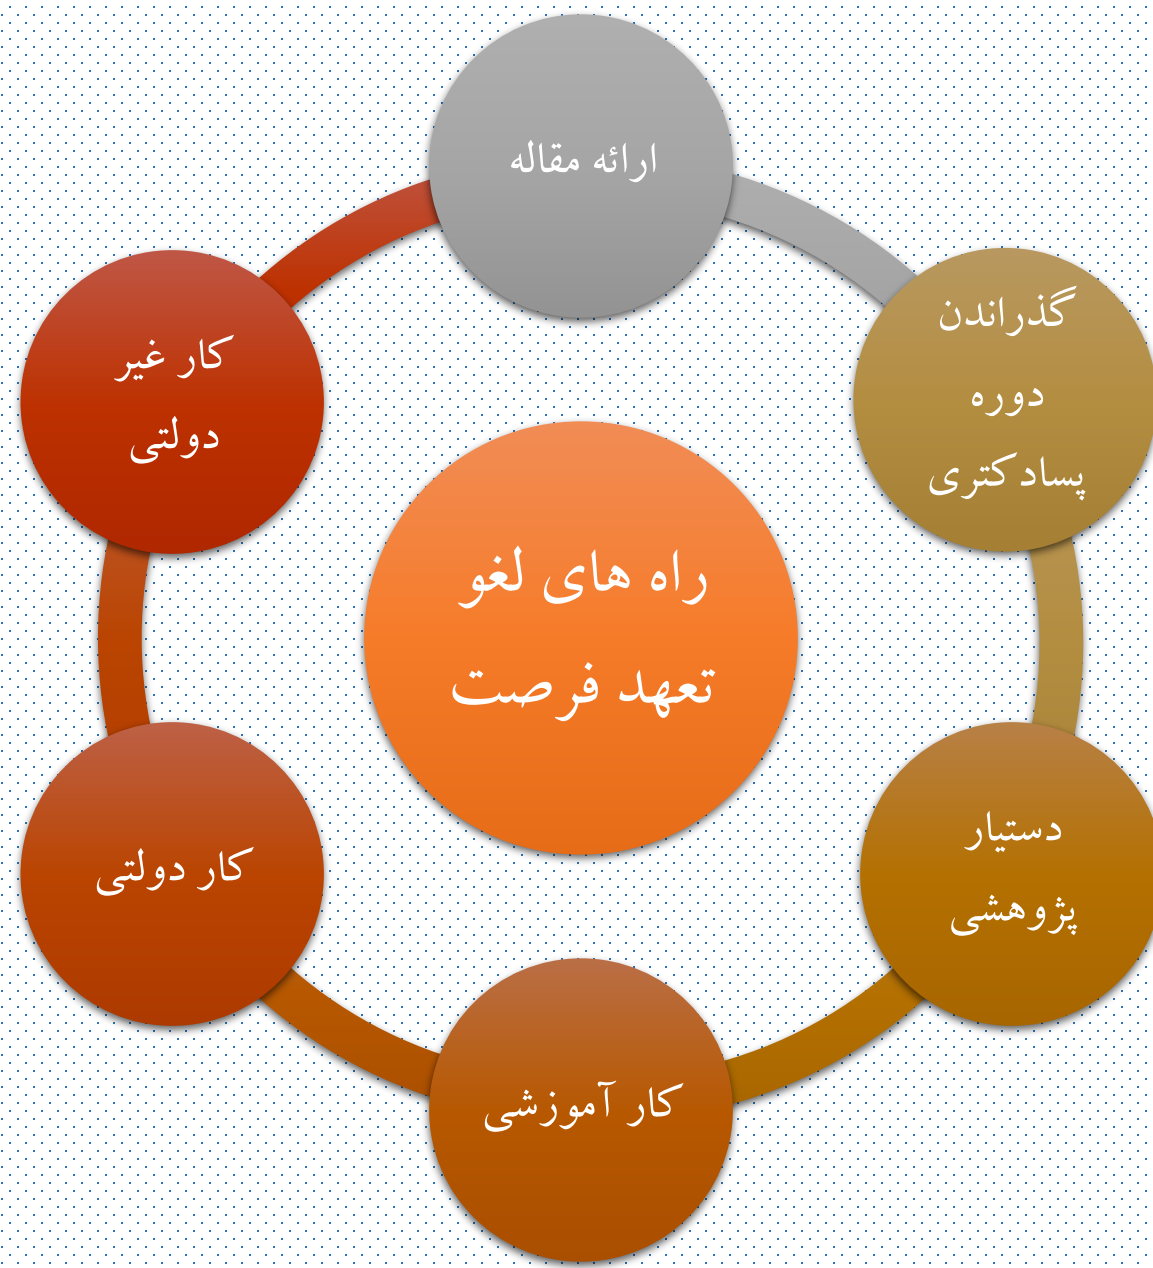 ارائه مقاله
گذراندن
دوره
پسادکتری
دستیار
پژوهشی
کار آموزشی
کار دولتی
کار غیر
دولتی
راه های لغو
تعهد فرصت